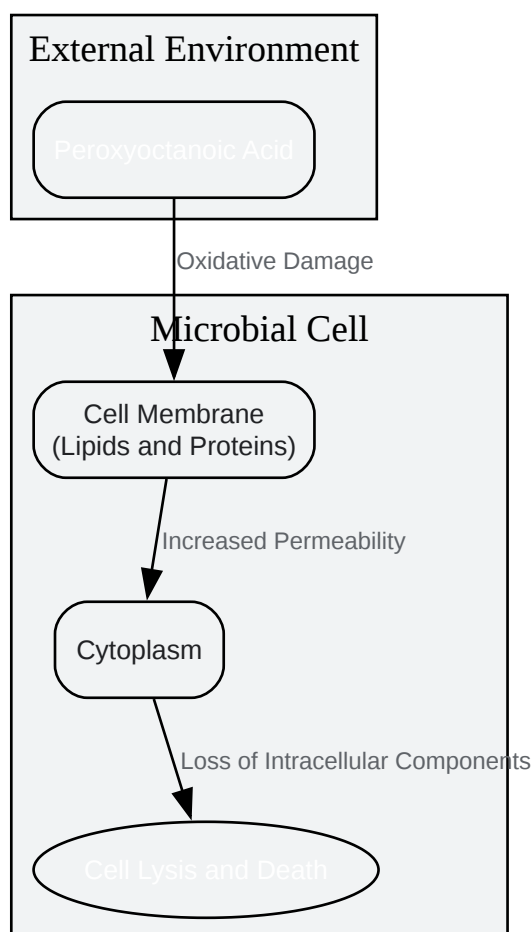 External Environment
Peroxyoctanoic Acid
Oxidative Damage
Microbial Cell
Cell Membrane
(Lipids and Proteins)
Increased Permeability
Cytoplasm
Loss of Intracellular Components
Cell Lysis and Death